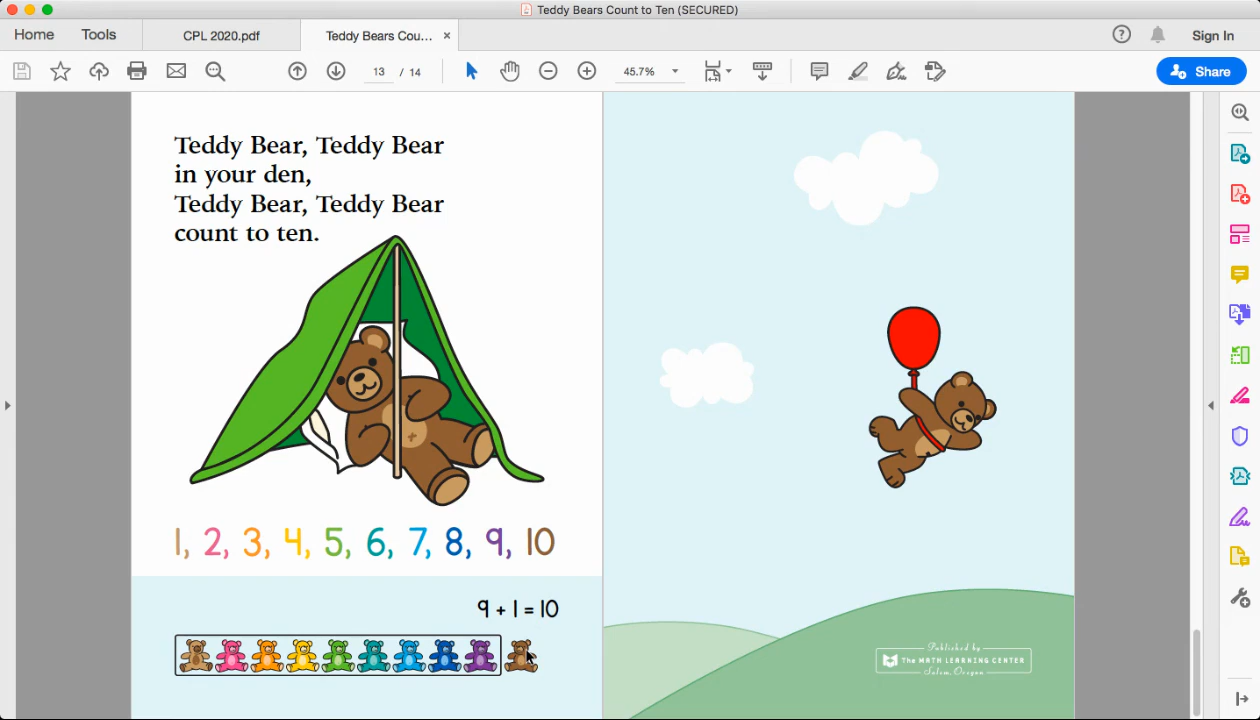 Teddy Bears Count to Ten (SECURED)
Home
Tools
CPL 2020.pdf
Teddy Bears Cou...
×
?
Sign In
13 / 14
45.7%
Share
Teddy Bear, Teddy Bear
in your den,
Teddy Bear, Teddy Bear
count to ten.
1, 2, 3, 4, 5, 6, 7, 8, 9, 10
9 + 1 = 10
Published by
The MATH LEARNING CENTER
Salem, Oregon